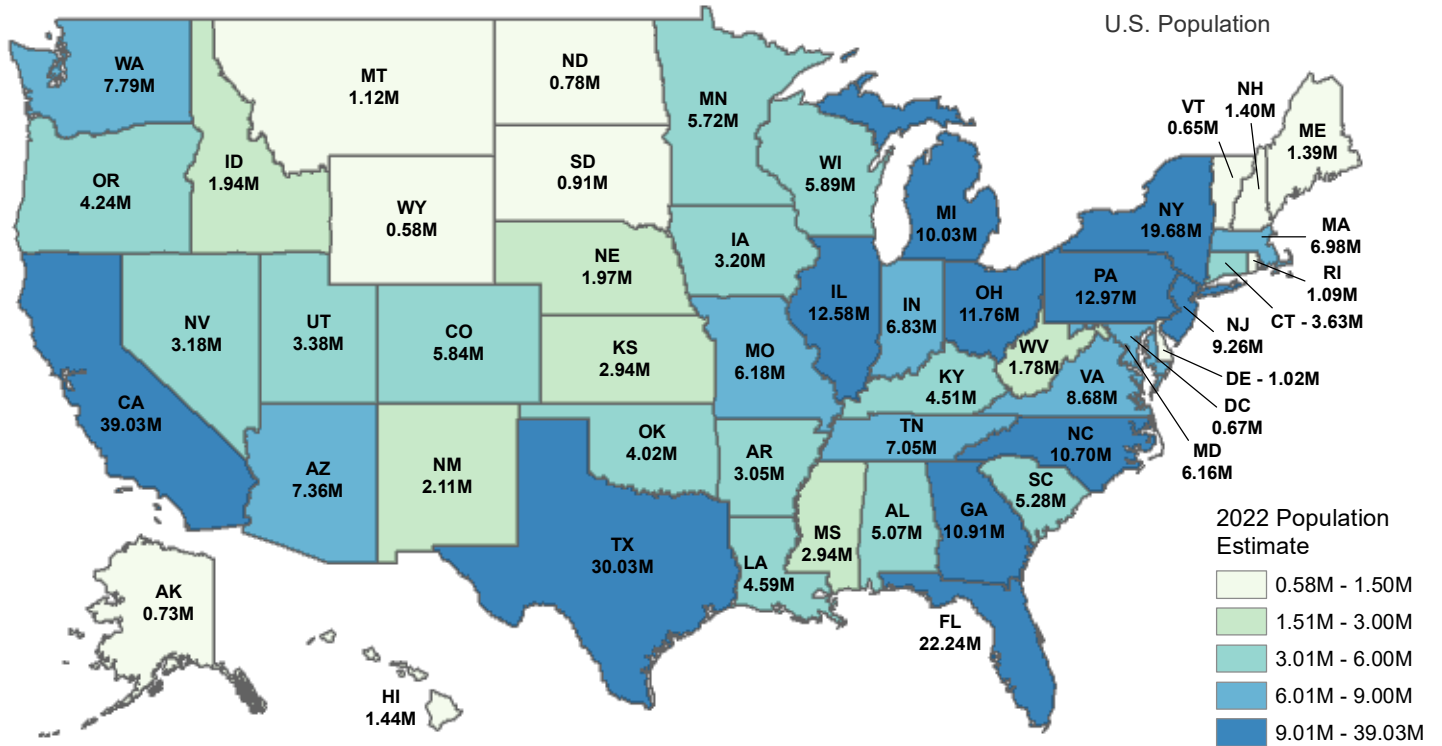 U.S. Population
WA
7.79M
MT
1.12M
ND
0.78M
MN
5.72M
VT
0.65M
NH
1.40M
ME
1.39M
OR
4.24M
ID
1.94M
WY
0.58M
SD
0.91M
WI
5.89M
MI
10.03M
NY
19.68M
MA
6.98M
RI
1.09M
CT - 3.63M
NJ
9.26M
DE - 1.02M
DC
0.67M
MD
6.16M
NE
1.97M
IA
3.20M
IL
12.58M
IN
6.83M
OH
11.76M
PA
12.97M
NV
3.18M
UT
3.38M
CO
5.84M
KS
2.94M
MO
6.18M
KY
4.51M
WV
1.78M
VA
8.68M
CA
39.03M
AZ
7.36M
NM
2.11M
OK
4.02M
AR
3.05M
TN
7.05M
NC
10.70M
SC
5.28M
TX
30.03M
LA
4.59M
MS
2.94M
AL
5.07M
GA
10.91M
FL
22.24M
AK
0.73M
HI
1.44M
2022 Population
Estimate
0.58M - 1.50M
1.51M - 3.00M
3.01M - 6.00M
6.01M - 9.00M
9.01M - 39.03M